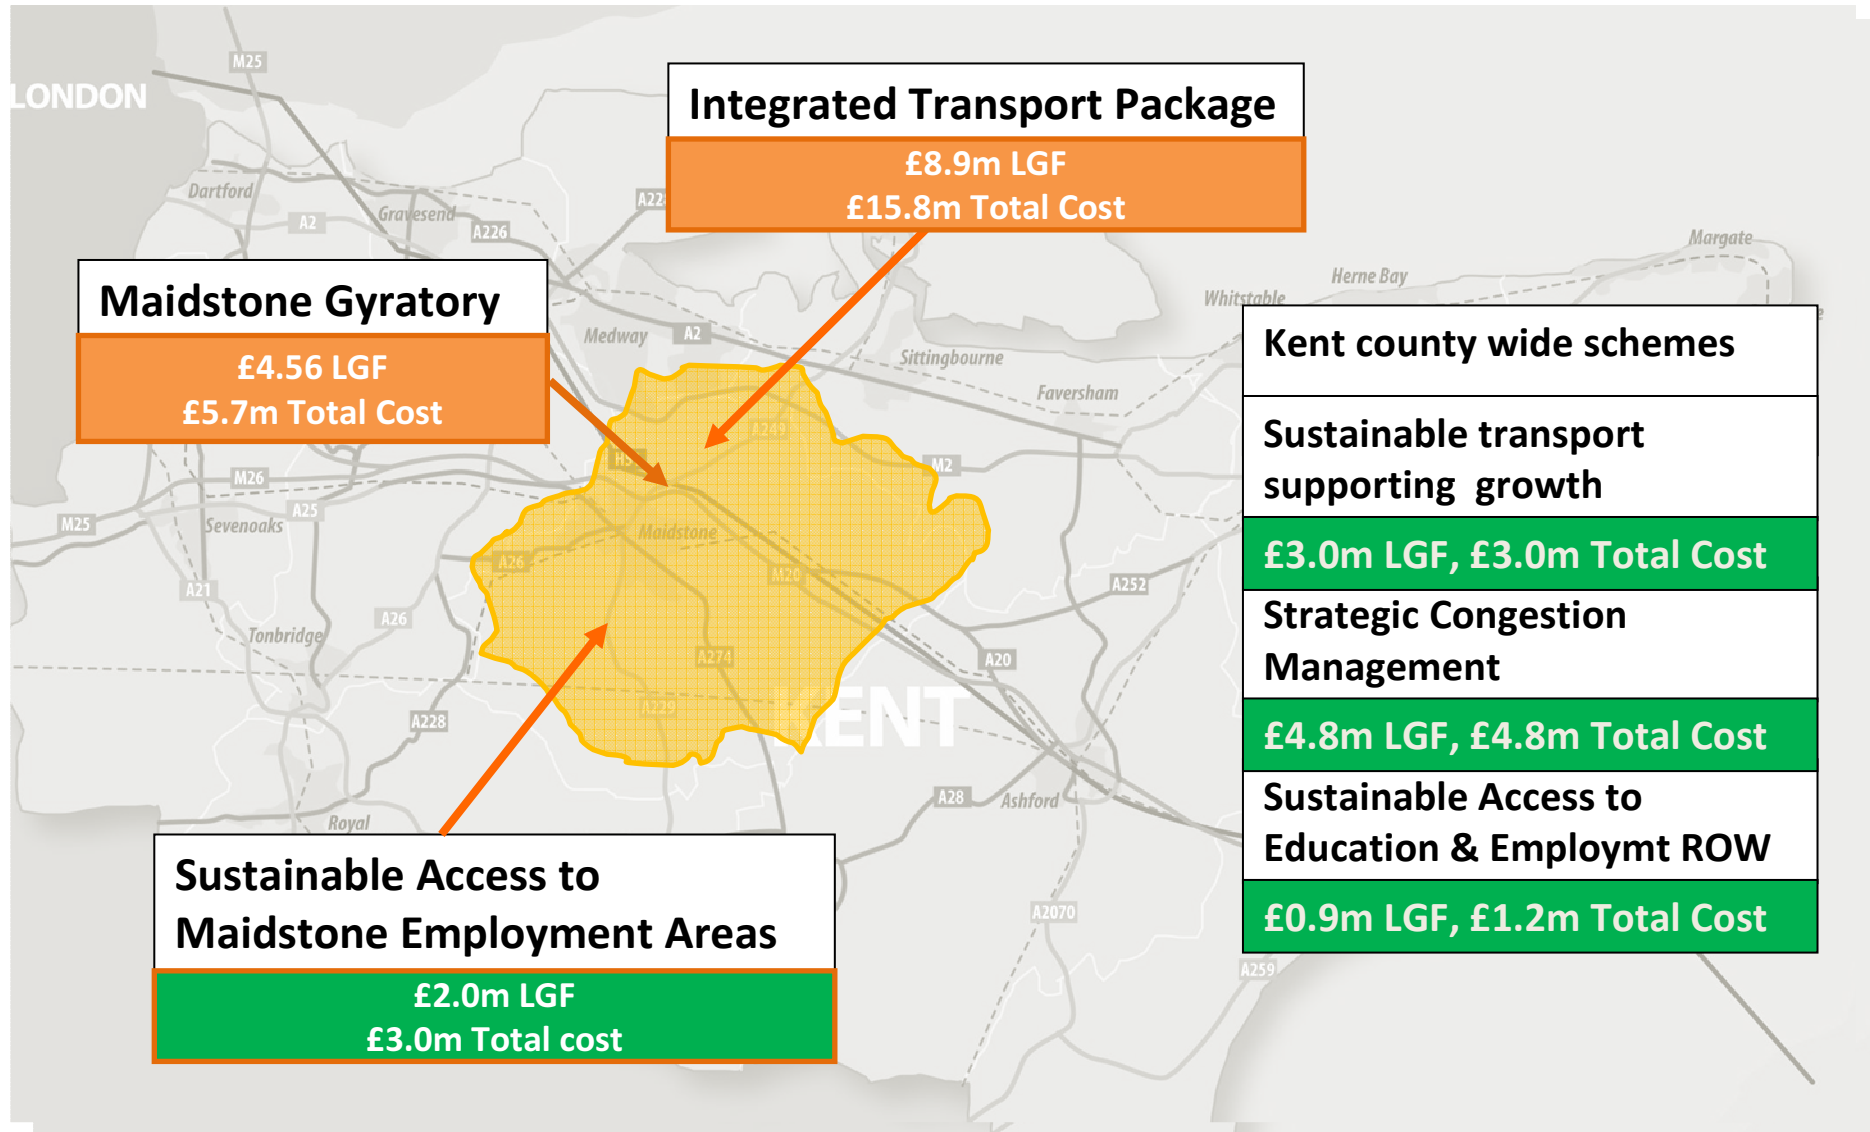 M25
LONDON
Integrated Transport Package
£8.9m LGF
£15.8m Total Cost
Dartford
Gravesend
A2
A226
A22
Margate
Herne Bay
Whitstable
Maidstone Gyratory
£4.56 LGF
£5.7m Total Cost
Medway
A2
Sittingbourne
Faversham
Kent county wide schemes
Sustainable transport
supporting  growth
£3.0m LGF, £3.0m Total Cost
Strategic Congestion
Management
£4.8m LGF, £4.8m Total Cost
Sustainable Access to
Education & Employmt ROW
£0.9m LGF, £1.2m Total Cost
A249
M2
M26
A25
M25
Sevenoaks
Maidstone
A26
M20
A252
A21
A26
Tonbridge
A274
A20
KENT
A229
A228
A28
Ashford
Royal
Sustainable Access to
Maidstone Employment Areas
£2.0m LGF
£3.0m Total cost
A2070
A259